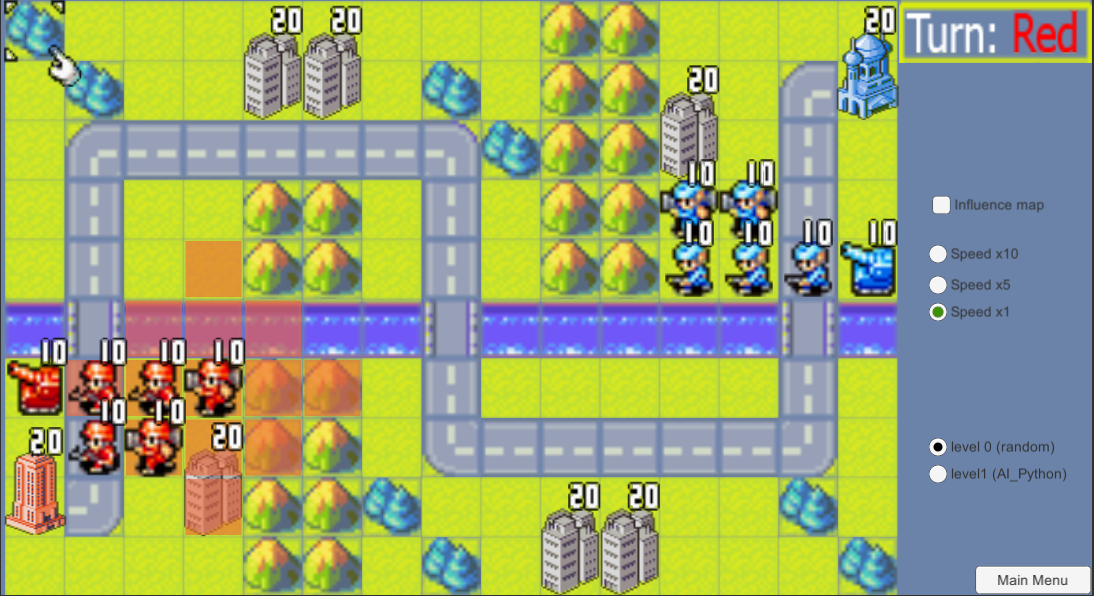 20 20 20 Turn: Red
20
10 10
Influence map
10 10 10 10
Speed x10
Speed x5
Speed x1
10 10 10 10
10 10
20 20
level 0 (random)
level1 (AI_Python)
20 20
Main Menu